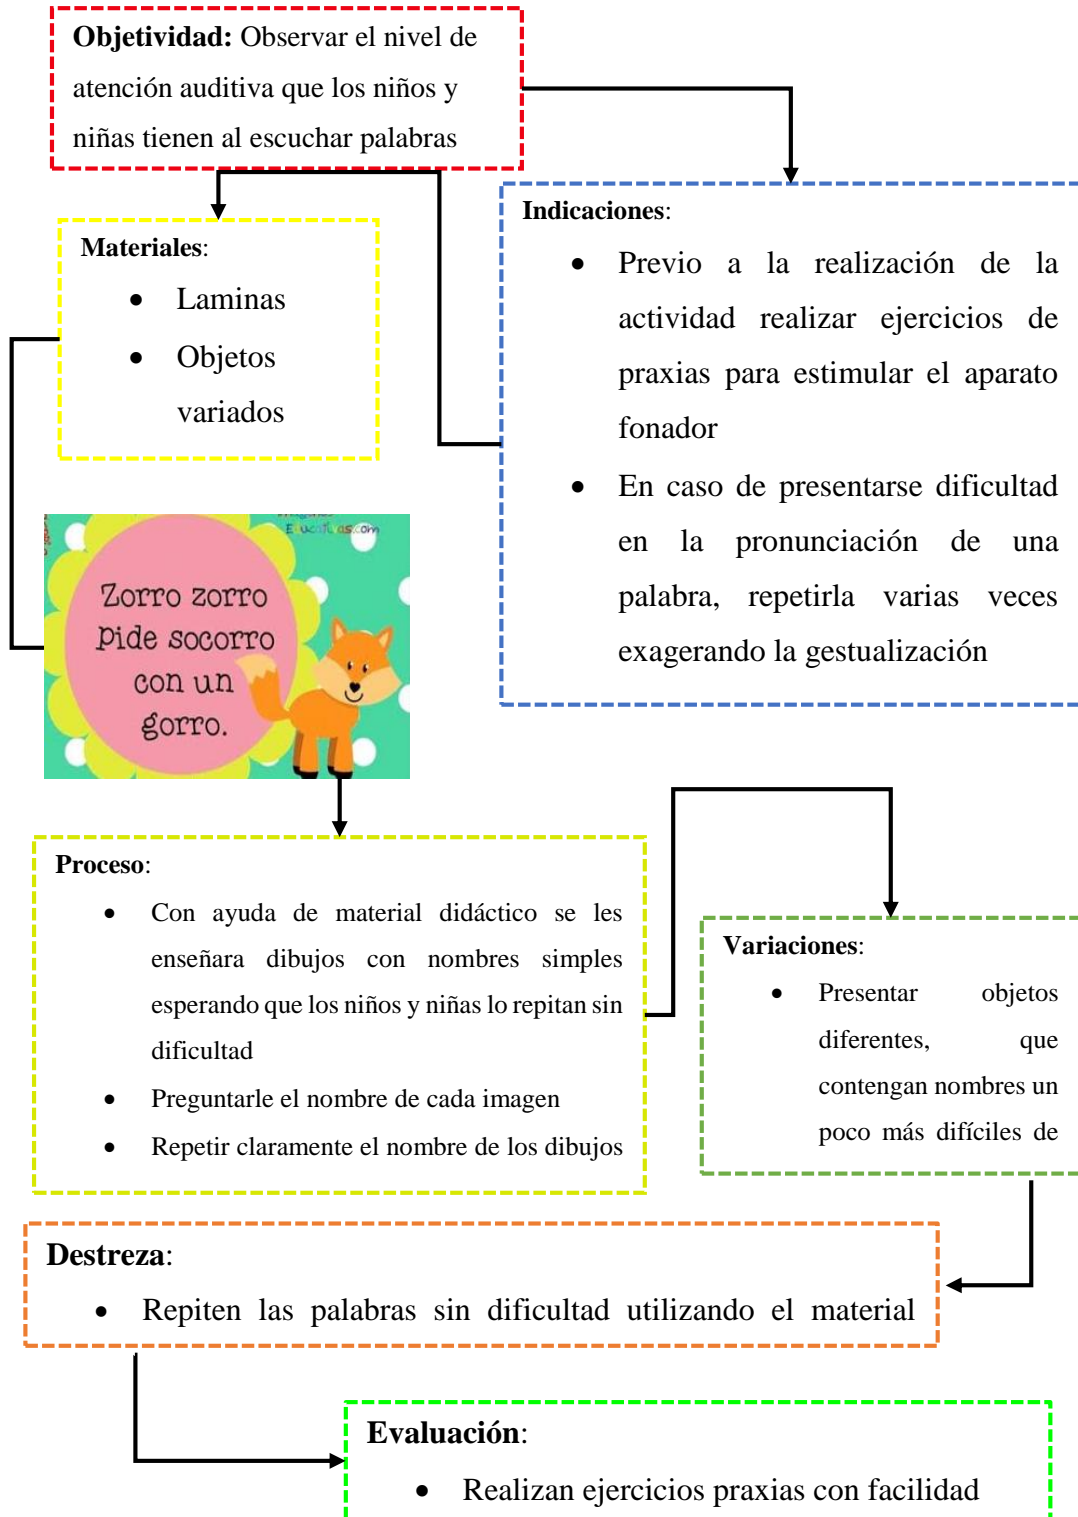 Objetividad: Observar el nivel de
atención auditiva que los niños y
niñas tienen al escuchar palabras
Indicaciones:
• Previo a la realización de la
actividad realizar ejercicios de
praxias para estimular el aparato
fonador
• En caso de presentarse dificultad
en la pronunciación de una
palabra, repetirla varias veces
exagerando la gestualización
Materiales:
• Laminas
• Objetos
variados
Educativas.com
Zorro zorro
pide socorro
con un
gorro.
Proceso:
• Con ayuda de material didáctico se les
enseñara dibujos con nombres simples
esperando que los niños y niñas lo repitan sin
dificultad
• Preguntarle el nombre de cada imagen
• Repetir claramente el nombre de los dibujos
Variaciones:
• Presentar objetos
diferentes, que
contengan nombres un
poco más difíciles de
Destreza:
• Repiten las palabras sin dificultad utilizando el material
Evaluación:
• Realizan ejercicios praxias con facilidad